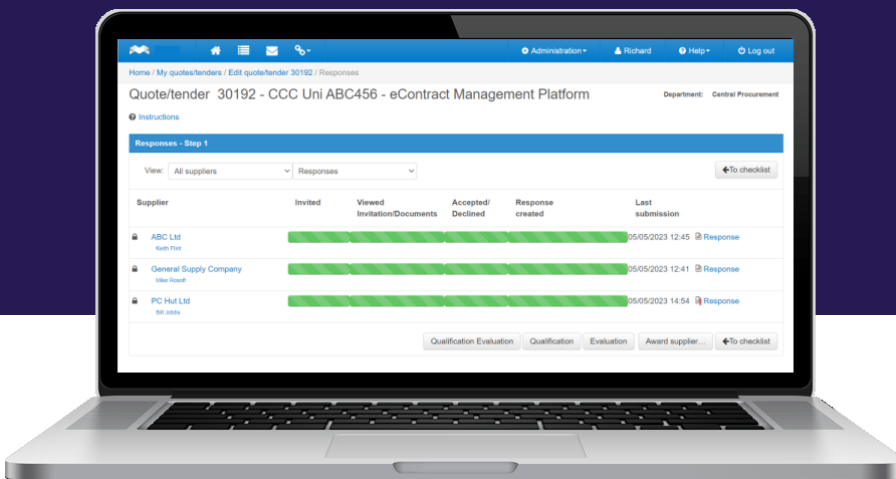 Administration Richard Help Log out
Home / My quotes/tenders / Edit quote/tender 30192 / Responses
Quote/tender 30192 - CCC Uni ABC456 - eContract Management Platform
Department: Central Procurement
Instructions
Responses - Step 1
View: All suppliers Responses To checklist
Supplier Invited Viewed Invitation/Documents Accepted/Declined Response created Last submission
ABC Ltd 05/05/2023 12:45 Response
Keith Flint
General Supply Company 05/05/2023 12:41 Response
Mike Rosoft
PC Hut Ltd 05/05/2023 14:54 Response
Bill Jobbs
Qualification Evaluation Qualification Evaluation Award supplier... To checklist